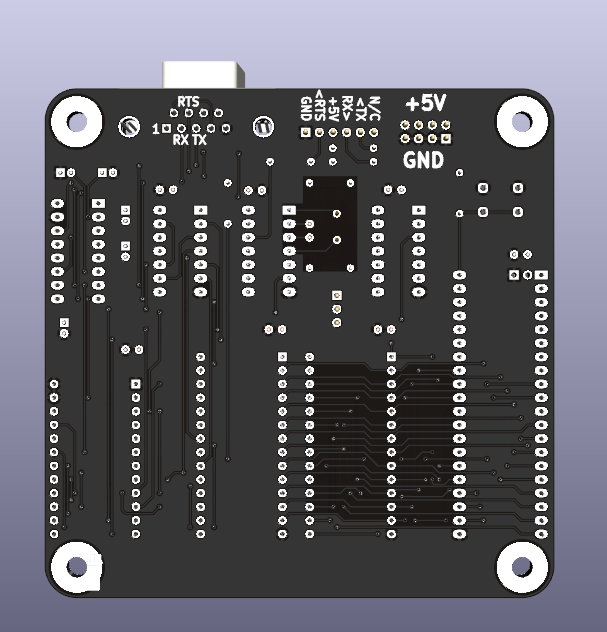 RTS
1
RX TX
GND
<RTS
+5V
RX>
<TX
N/C
+5V
GND